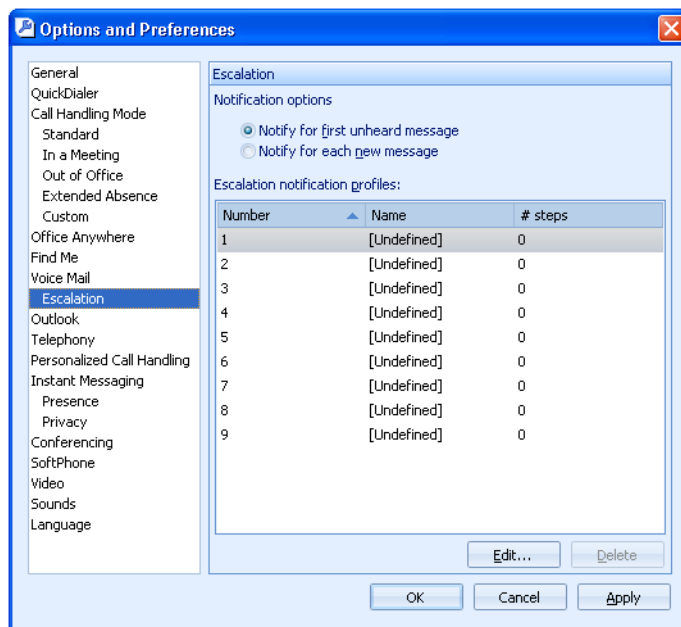 Options and Preferences
General
QuickDialer
Call Handling Mode
Standard
In a Meeting
Out of Office
Extended Absence
Custom
Office Anywhere
Find Me
Voice Mail
Escalation
Outlook
Telephony
Personalized Call Handling
Instant Messaging
Presence
Privacy
Conferencing
SoftPhone
Video
Sounds
Language
Escalation
Notification options
Notify for first unheard message
Notify for each new message
Escalation notification profiles:
Number Name # steps
1 [Undefined] 0
2 [Undefined] 0
3 [Undefined] 0
4 [Undefined] 0
5 [Undefined] 0
6 [Undefined] 0
7 [Undefined] 0
8 [Undefined] 0
9 [Undefined] 0
Edit... Delete
OK Cancel Apply